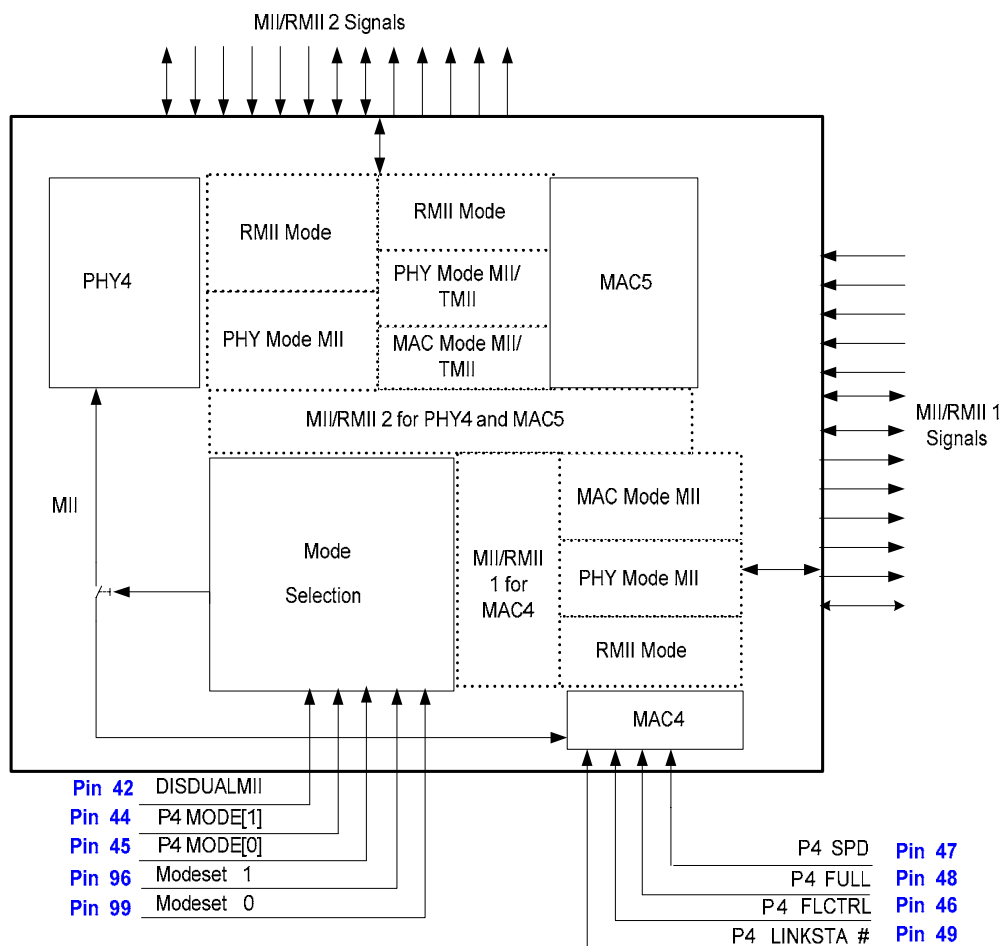 MII/RMII 2 Signals
PHY4
RMII Mode
PHY Mode MII
RMII Mode
PHY Mode MII/
TMII
MAC Mode MII/
TMII
MAC5
MII/RMII 2 for PHY4 and MAC5
MII/RMII 1
Signals
MII
Mode
Selection
MII/RMII
1 for
MAC4
MAC Mode MII
PHY Mode MII
RMII Mode
MAC4
Pin 42 DISDUALMII
Pin 44 P4 MODE[1]
Pin 45 P4 MODE[0]
Pin 96 Modeset 1
Pin 99 Modeset 0
P4 SPD Pin 47
P4 FULL Pin 48
P4 FLCTRL Pin 46
P4 LINKSTA # Pin 49